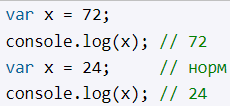 var x = 72;
console.log(x); // 72
var x = 24;     // норм
console.log(x); // 24